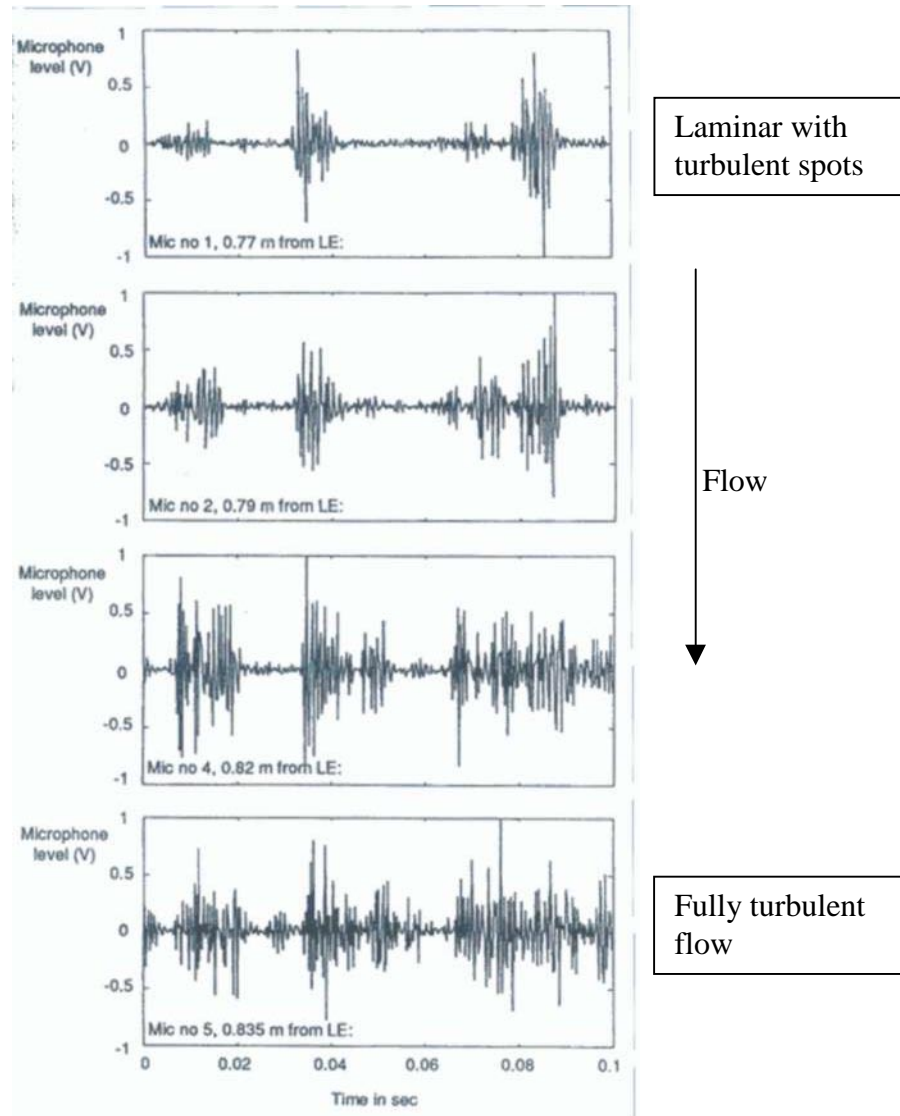 Microphone
level (V)
1
0.5
0
-0.5
-1
Mic no 1, 0.77 m from LE:
Laminar with
turbulent spots
Microphone
level (V)
1
0.5
0
-0.5
-1
Mic no 2, 0.79 m from LE:
Flow
Microphone
level (V)
1
0.5
0
-0.5
-1
Mic no 4, 0.82 m from LE:
Microphone
level (V)
1
0.5
0
-0.5
-1
Mic no 5, 0.835 m from LE:
Fully turbulent
flow
0 0.02 0.04 0.06 0.08 0.1
Time in sec